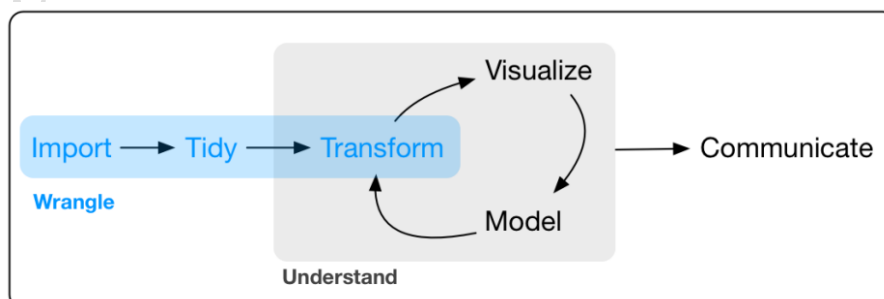 Visualize
Import Tidy Transform Communicate
Wrangle
Model
Understand